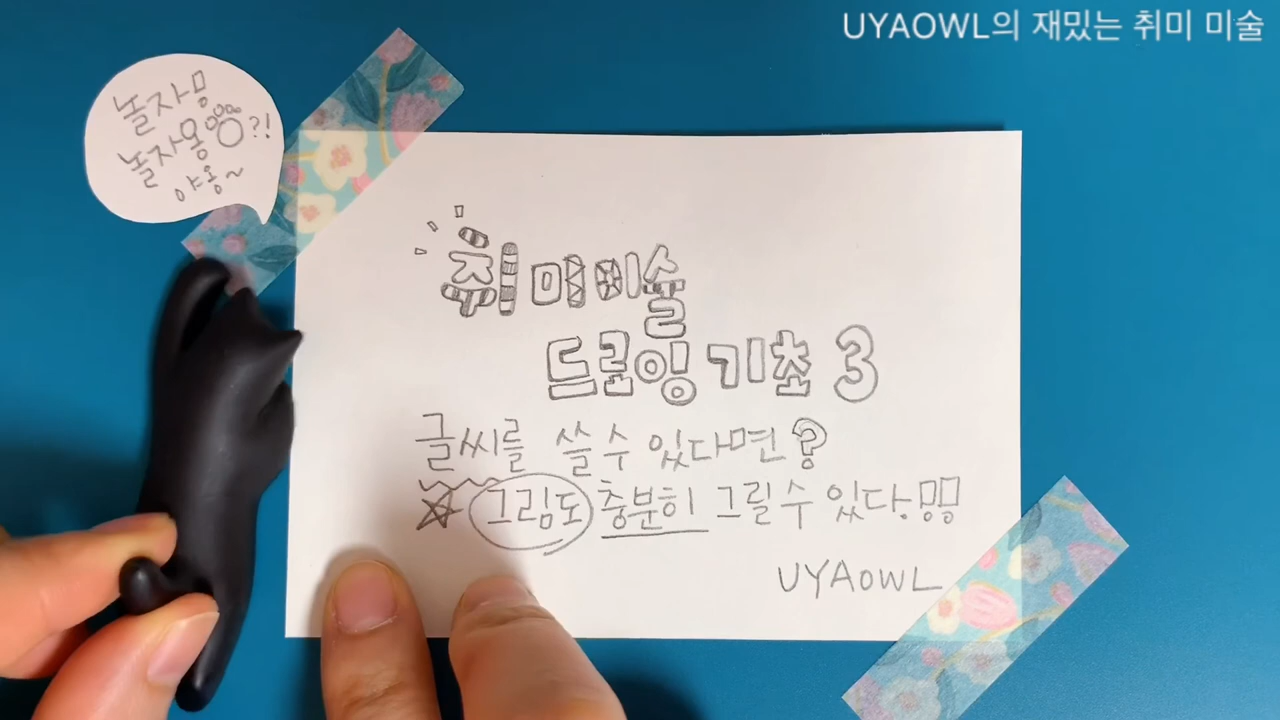 UYAOWL의 재밌는 취미 미술
놀자밍
놀자옹?!
야옹~
취미미술
드로잉 기초 3
글씨를 쓸 수 있다면?
그림도 충분히 그릴 수 있다.
UYAOWL